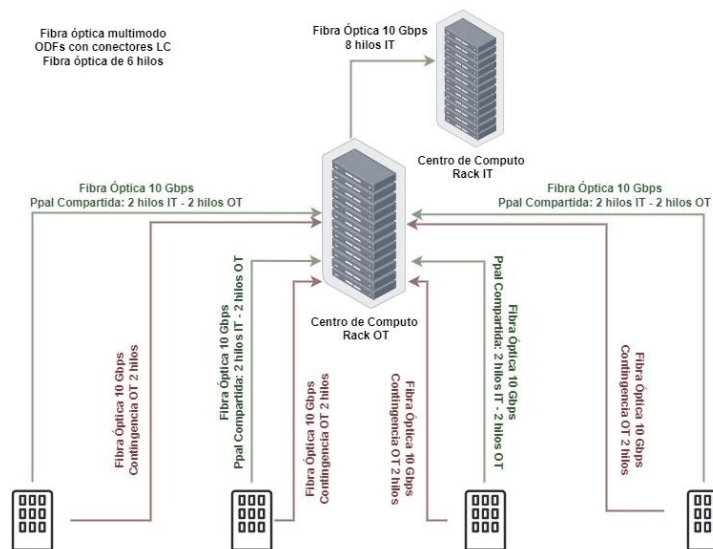 Fibra óptica multimodo
ODFs con conectores LC
Fibra óptica de 6 hilos
Fibra Óptica 10 Gbps
8 hilos IT
Centro de Computo
Rack IT
Fibra Óptica 10 Gbps
Ppal Compartida: 2 hilos IT - 2 hilos OT
Fibra Óptica 10 Gbps
Ppal Compartida: 2 hilos IT - 2 hilos OT
Centro de Computo
Rack OT
Fibra Óptica 10 Gbps
Contingencia OT 2 hilos
Fibra Óptica 10 Gbps
Ppal Compartida: 2 hilos IT - 2 hilos OT
Fibra Óptica 10 Gbps
Contingencia OT 2 hilos
Fibra Óptica 10 Gbps
Contingencia OT 2 hilos
Fibra Óptica 10 Gbps
Ppal Compartida: 2 hilos IT - 2 hilos OT
Fibra Óptica 10 Gbps
Contingencia OT 2 hilos